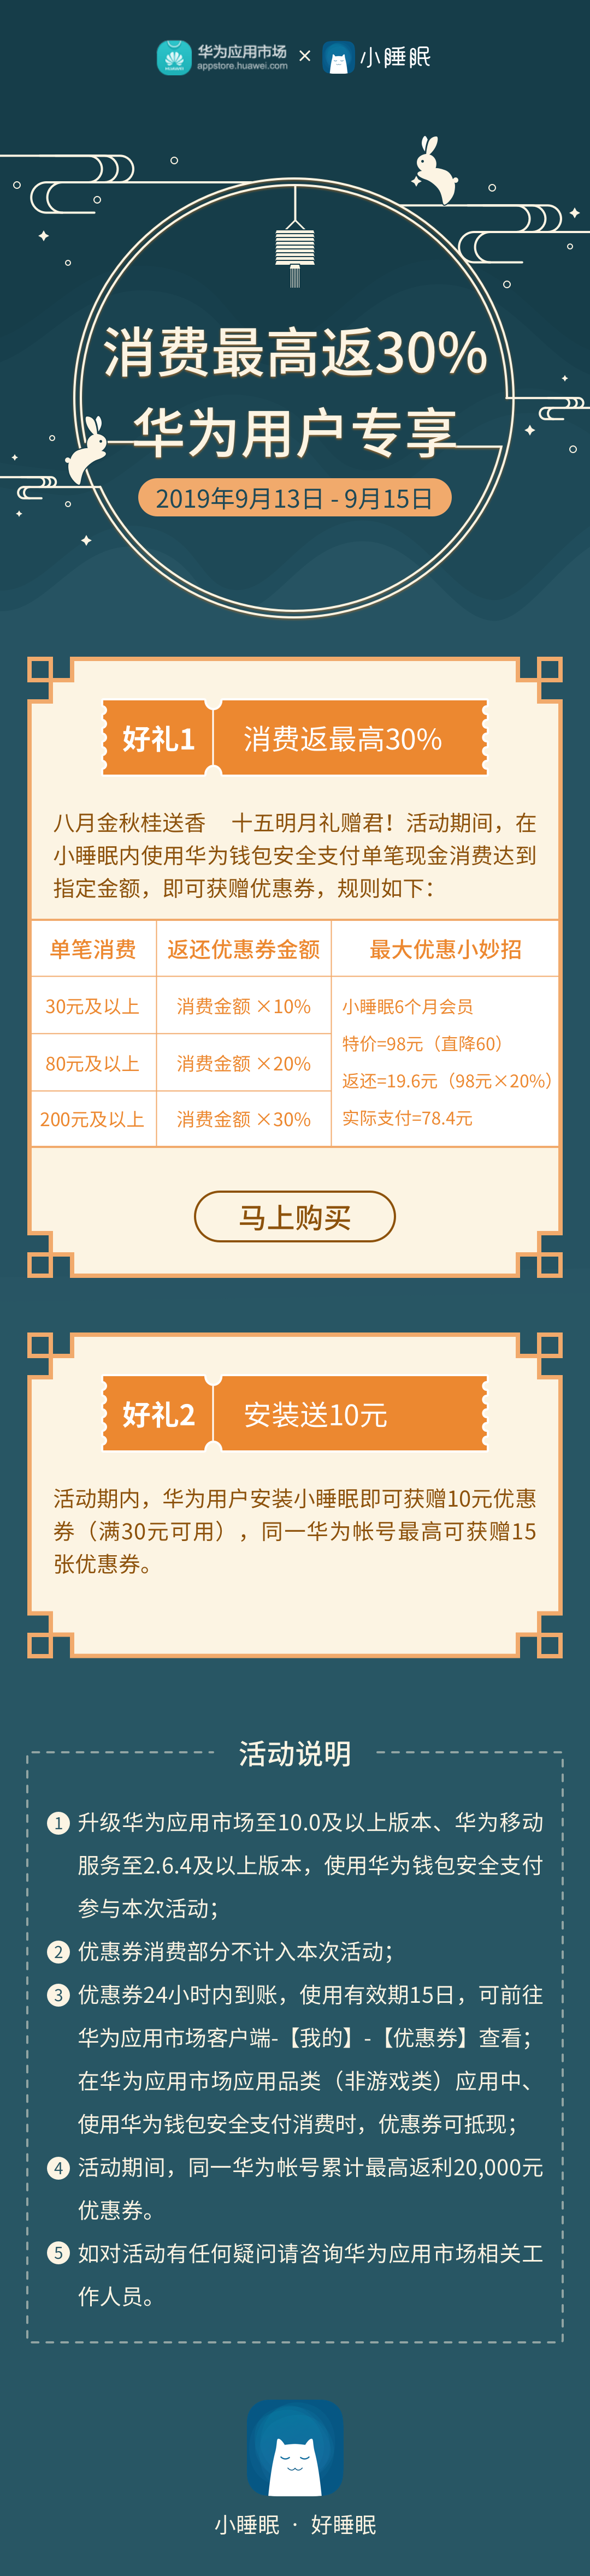 华为应用市场
appstore.huawei.com
×
小睡眠
消费最高返30%
华为用户专享
2019年9月13日 - 9月15日
好礼1 消费返最高30%
八月金秋桂送香 十五明月礼赠君！活动期间，在
小睡眠内使用华为钱包安全支付单笔现金消费达到
指定金额，即可获赠优惠券，规则如下：
单笔消费 返还优惠券金额 最大优惠小妙招
30元及以上 消费金额 ×10% 小睡眠6个月会员
特价=98元（直降60）
80元及以上 消费金额 ×20%
返还=19.6元（98元×20%）
200元及以上 消费金额 ×30% 实际支付=78.4元
马上购买
好礼2 安装送10元
活动期内，华为用户安装小睡眠即可获赠10元优惠
券（满30元可用），同一华为帐号最高可获赠15
张优惠券。
活动说明
1 升级华为应用市场至10.0及以上版本、华为移动
服务至2.6.4及以上版本，使用华为钱包安全支付
参与本次活动；
2 优惠券消费部分不计入本次活动；
3 优惠券24小时内到账，使用有效期15日，可前往
华为应用市场客户端-【我的】-【优惠券】查看；
在华为应用市场应用品类（非游戏类）应用中、
使用华为钱包安全支付消费时，优惠券可抵现；
4 活动期间，同一华为帐号累计最高返利20,000元
优惠券。
5 如对活动有任何疑问请咨询华为应用市场相关工
作人员。
小睡眠 · 好睡眠